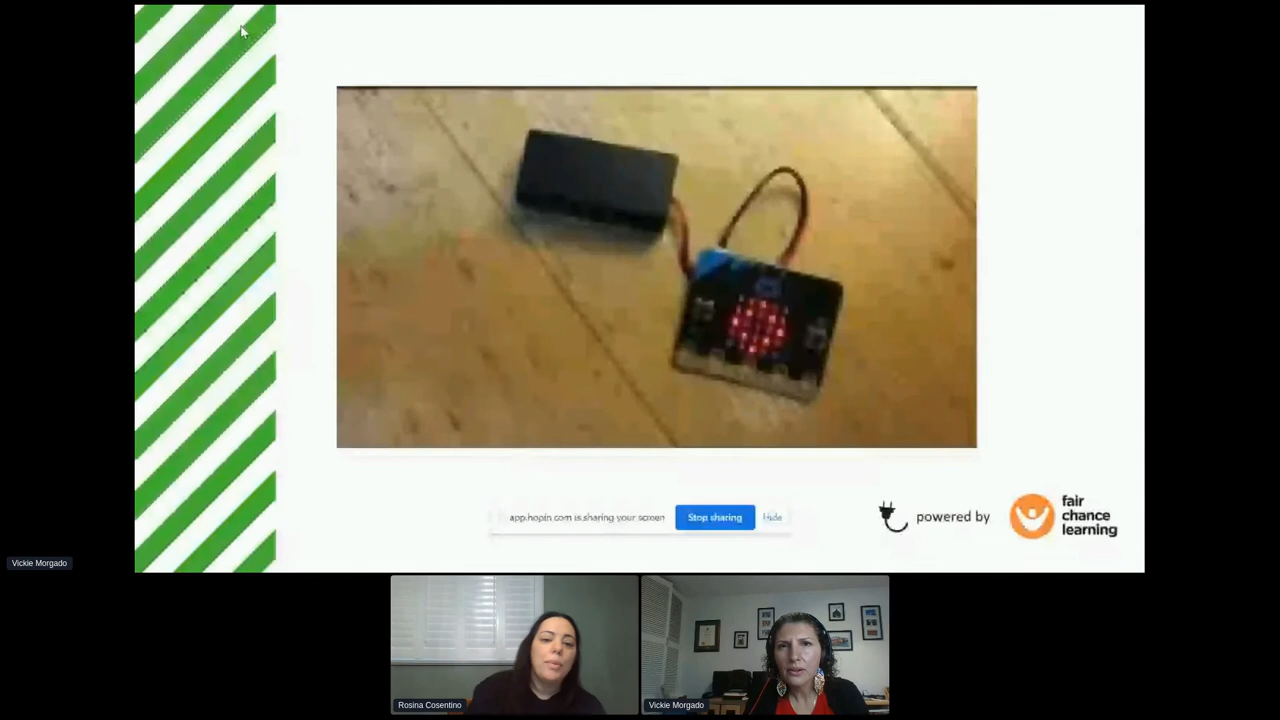 app.hopin.com is sharing your screen
Stop sharing
Hide
powered by
fair
chance
learning
Vickie Morgado
Rosina Cosentino
Vickie Morgado